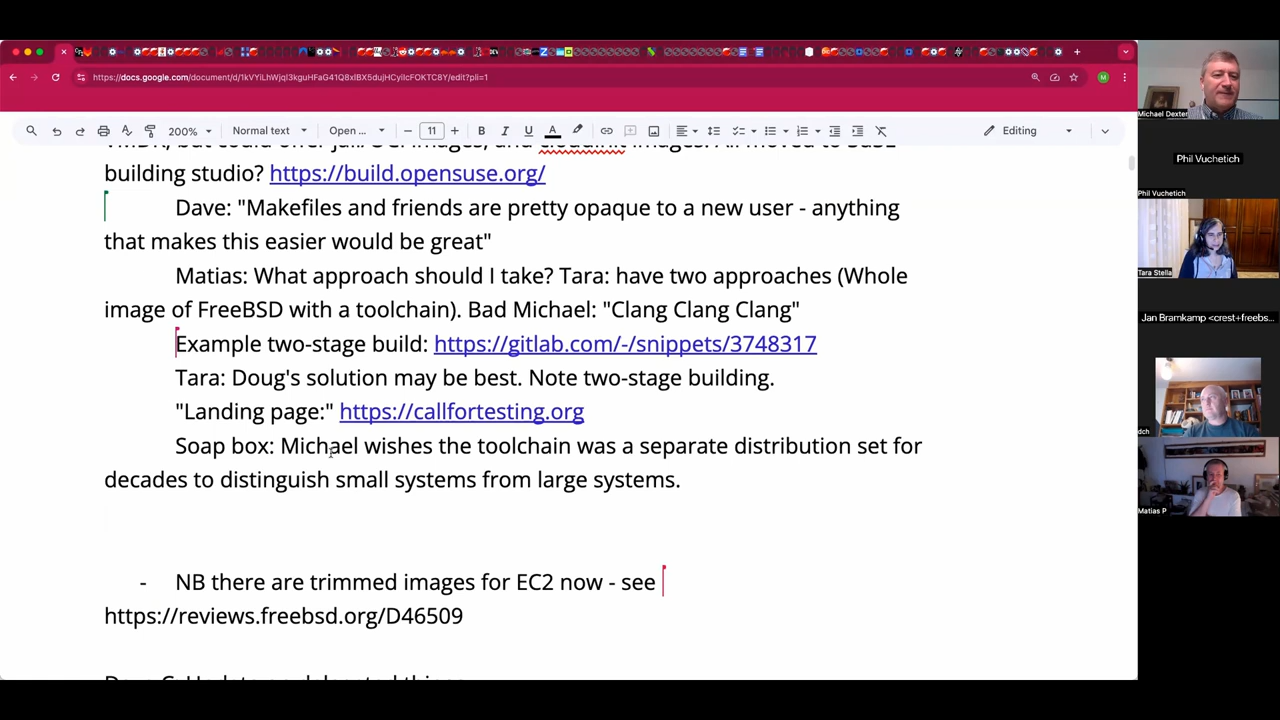 https://docs.google.com/document/d/1kVYiLhWjqI3kguHFaG41Q8xIBX5dujHCyiIcFOKTC8Y/edit?pli=1
M
200%
Normal text
Open ...
11
B
I
U
A
Editing
building studio? https://build.opensuse.org/
Dave: "Makefiles and friends are pretty opaque to a new user - anything
that makes this easier would be great"
Matias: What approach should I take? Tara: have two approaches (Whole
image of FreeBSD with a toolchain). Bad Michael: "Clang Clang Clang"
Example two-stage build: https://gitlab.com/-/snippets/3748317
Tara: Doug's solution may be best. Note two-stage building.
"Landing page:" https://callfortesting.org
Soap box: Michael wishes the toolchain was a separate distribution set for
decades to distinguish small systems from large systems.
- NB there are trimmed images for EC2 now - see
https://reviews.freebsd.org/D46509
Michael Dexter
Phil Vuchetich
Phil Vuchetich
Tara Stella
Jan Bramkamp <crest+freebs...
dch
Matias P